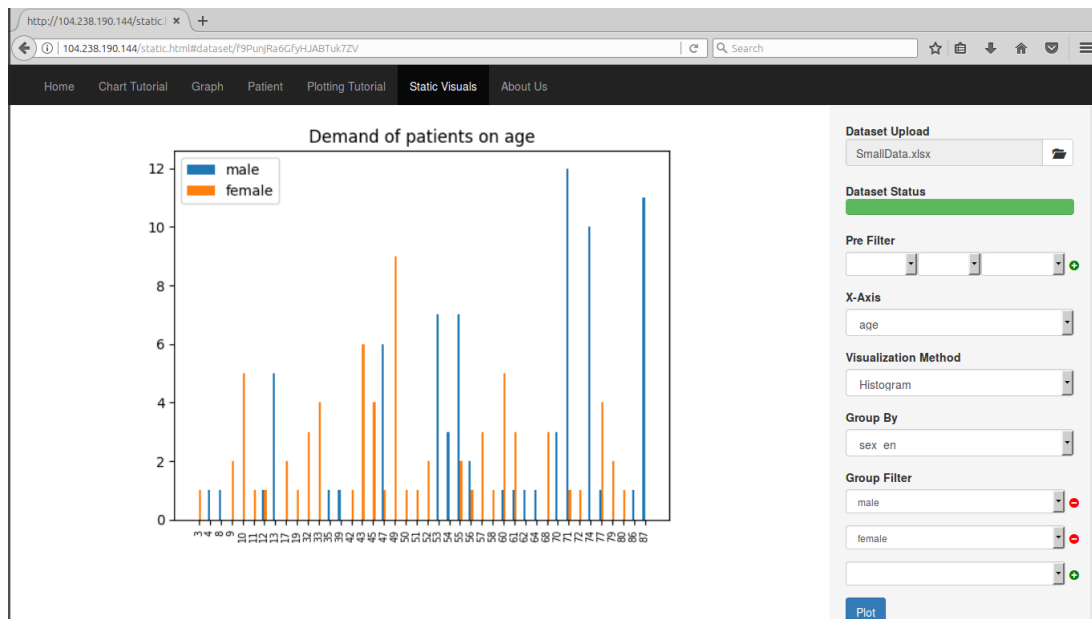 http://104.238.190.144/static.l
104.238.190.144/static.html#dataset/f9PunjRa6GfyHJABTuk7ZV
Search
Home Chart Tutorial Graph Patient Plotting Tutorial Static Visuals About Us
Demand of patients on age
male
female
12
10
8
6
4
2
0
3 4 8 9 10 11 12 13 17 19 32 33 35 39 42 43 45 47 49 50 51 52 53 54 55 56 57 58 60 61 62 64 68 70 71 72 74 77 79 80 86 87
Dataset Upload
SmallData.xlsx
Dataset Status
Pre Filter
X-Axis
age
Visualization Method
Histogram
Group By
sex_en
Group Filter
male
female
Plot